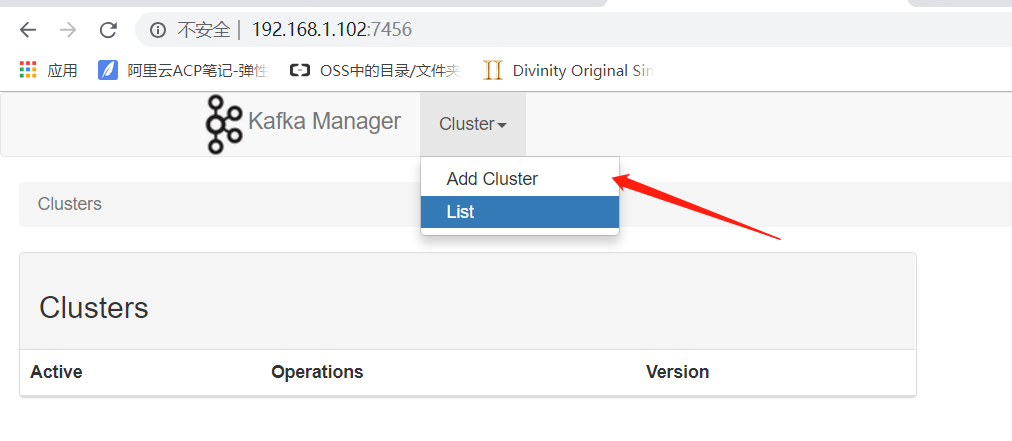 不安全 | 192.168.1.102:7456
应用 阿里云ACP笔记-弹性 OSS中的目录/文件夹 Divinity Original Sin
Kafka Manager Cluster
Add Cluster
List
Clusters
Clusters
Active Operations Version